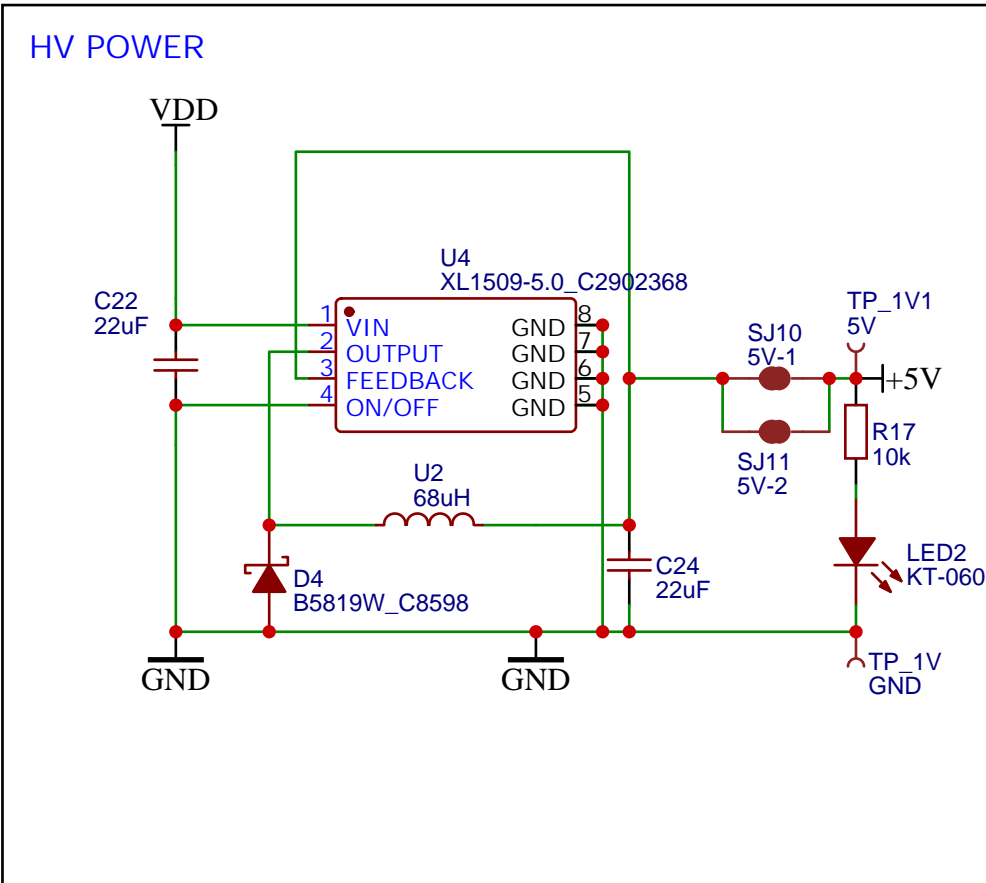 HV POWER
VDD
C22
22uF
U4
XL1509-5.0_C2902368
1
VIN
2
OUTPUT
3
FEEDBACK
4
ON/OFF
GND
8
GND
7
GND
6
GND
5
SJ10
5V-1
SJ11
5V-2
TP_1V1
5V
+5V
R17
10k
U2
68uH
D4
B5819W_C8598
C24
22uF
LED2
KT-060
GND
GND
TP_1V
GND